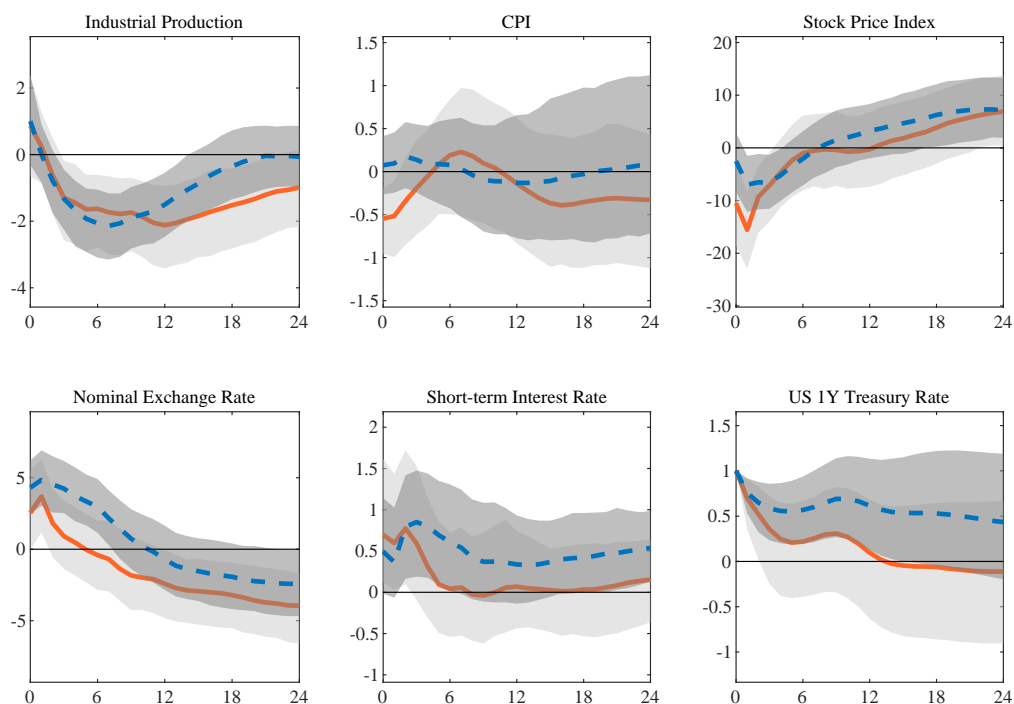 Industrial Production
2
0
-2
-4
0 6 12 18 24
CPI
1.5
1
0.5
0
-0.5
-1
-1.5
0 6 12 18 24
Stock Price Index
20
10
0
-10
-20
-30
0 6 12 18 24
Nominal Exchange Rate
5
0
-5
0 6 12 18 24
Short-term Interest Rate
2
1.5
1
0.5
0
-0.5
-1
0 6 12 18 24
US 1Y Treasury Rate
1.5
1
0.5
0
-0.5
-1
0 6 12 18 24